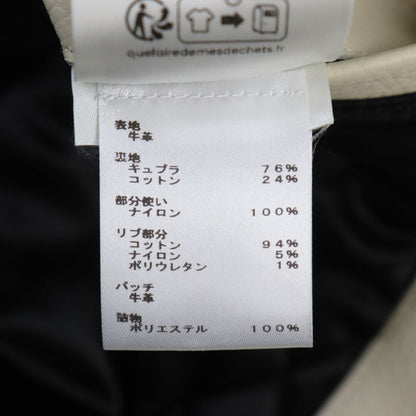 quefairedemesdechets.fr
表地
牛革
裏地
キュプラ 76%
コットン 24%
部分使い
ナイロン 100%
リブ部分
コットン 94%
ナイロン 5%
ポリウレタン 1%
パッチ
牛革
詰物
ポリエステル 100%